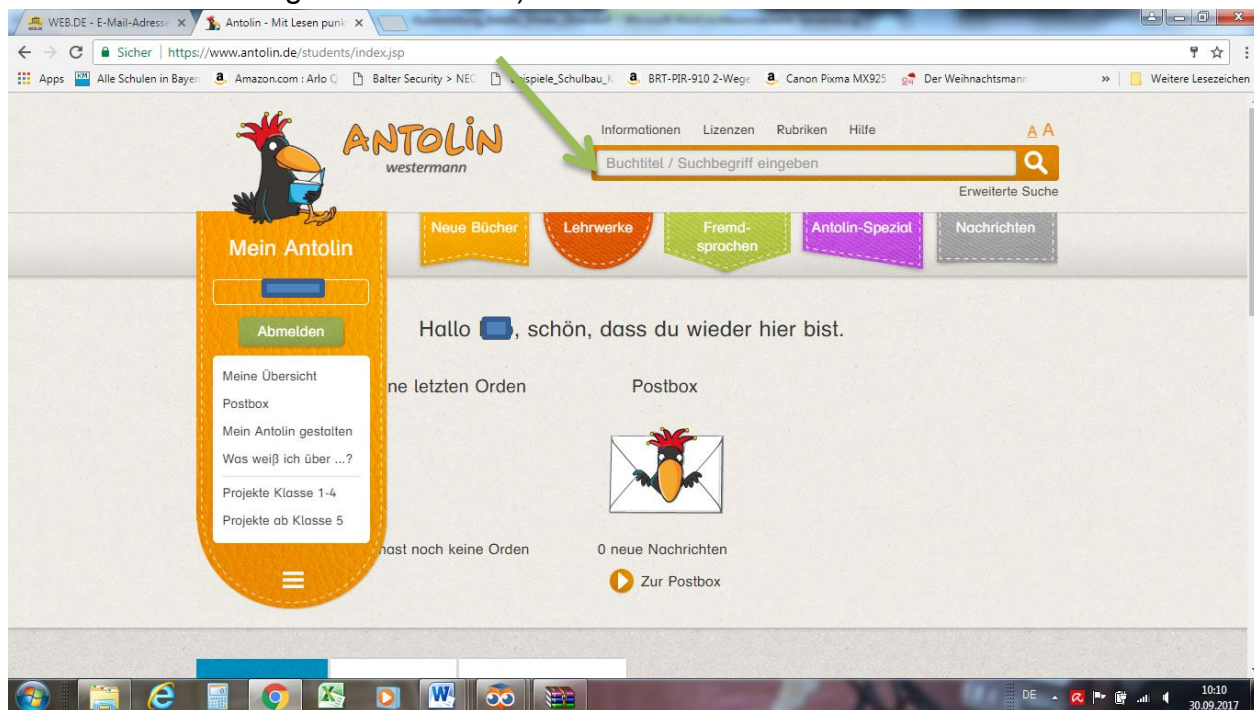 WEB.DE - E-Mail-Adresse
Antolin - Mit Lesen punk
Sicher | https://www.antolin.de/students/index.jsp
Apps Alle Schulen in Bayer Amazon.com : Arlo Q Balter Security > NEC Beispiele_Schulbau_K BRT-PIR-910 2-Wege Canon Pixma MX925 Der Weihnachtsmann » Weitere Lesezeichen
Informationen Lizenzen Rubriken Hilfe A A
ANTOLIN
westermann
Buchtitel / Suchbegriff eingeben
Erweiterte Suche
Neue Bücher Lehrwerke Fremd-
sprachen Antolin-Spezial Nachrichten
Mein Antolin
Abmelden
Hallo , schön, dass du wieder hier bist.
Meine Übersicht
Postbox
Mein Antolin gestalten
Was weiß ich über ...?
Projekte Klasse 1-4
Projekte ab Klasse 5
ne letzten Orden
hast noch keine Orden
Postbox
0 neue Nachrichten
Zur Postbox
DE
10:10
30.09.2017